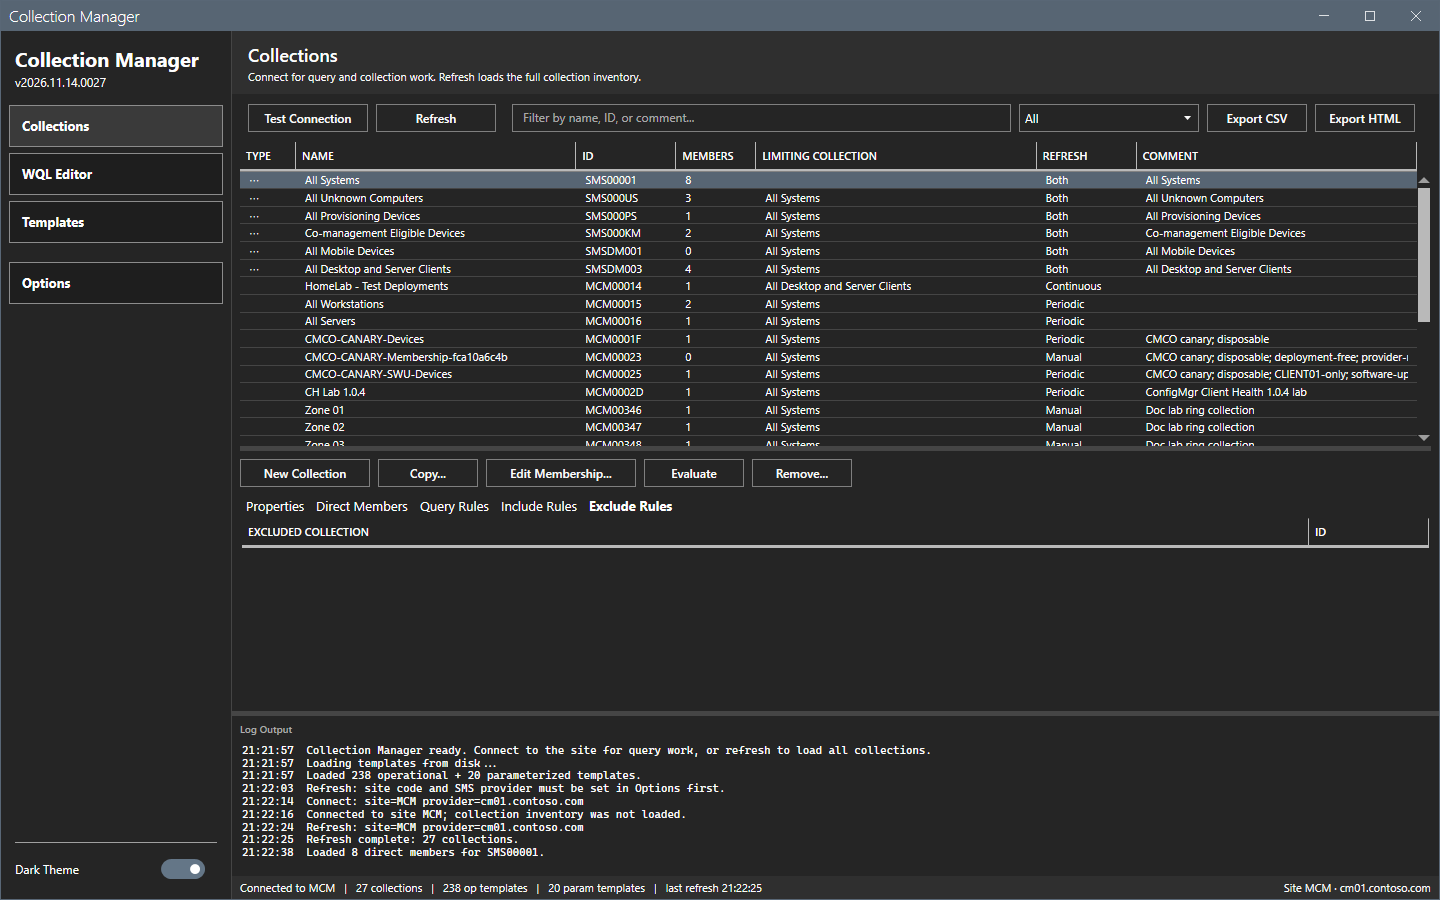 Collection Manager
Collection Manager
v2026.11.14.0027
Collections
WQL Editor
Templates
Options
Dark Theme
Collections
Connect for query and collection work. Refresh loads the full collection inventory.
Test Connection Refresh Filter by name, ID, or comment... All Export CSV Export HTML
TYPE NAME ID MEMBERS LIMITING COLLECTION REFRESH COMMENT
... All Systems SMS00001 8 Both All Systems
... All Unknown Computers SMS000US 3 All Systems Both All Unknown Computers
... All Provisioning Devices SMS000PS 1 All Systems Both All Provisioning Devices
... Co-management Eligible Devices SMS000KM 2 All Systems Both Co-management Eligible Devices
... All Mobile Devices SMSDM001 0 All Systems Both All Mobile Devices
... All Desktop and Server Clients SMSDM003 4 All Systems Both All Desktop and Server Clients
HomeLab - Test Deployments MCM00014 1 All Desktop and Server Clients Continuous
All Workstations MCM00015 2 All Systems Periodic
All Servers MCM00016 1 All Systems Periodic
CMCO-CANARY-Devices MCM0001F 1 All Systems Periodic CMCO canary; disposable
CMCO-CANARY-Membership-fca10a6c4b MCM00023 0 All Systems Manual CMCO canary; disposable; deployment-free; provider-
CMCO-CANARY-SWU-Devices MCM00025 1 All Systems Periodic CMCO canary; disposable; CLIENT01-only; software-up
CH Lab 1.0.4 MCM0002D 1 All Systems Periodic ConfigMgr Client Health 1.0.4 lab
Zone 01 MCM00346 1 All Systems Manual Doc lab ring collection
Zone 02 MCM00347 1 All Systems Manual Doc lab ring collection
Zone 03 MCM00348 1 All Systems Manual Doc lab ring collection
New Collection Copy... Edit Membership... Evaluate Remove...
Properties Direct Members Query Rules Include Rules Exclude Rules
EXCLUDED COLLECTION ID
Log Output
21:21:57 Collection Manager ready. Connect to the site for query work, or refresh to load all collections.
21:21:57 Loading templates from disk...
21:21:57 Loaded 238 operational + 20 parameterized templates.
21:22:03 Refresh: site code and SMS provider must be set in Options first.
21:22:14 Connect: site=MCM provider=cm01.contoso.com
21:22:16 Connected to site MCM; collection inventory was not loaded.
21:22:24 Refresh: site=MCM provider=cm01.contoso.com
21:22:25 Refresh complete: 27 collections.
21:22:38 Loaded 8 direct members for SMS00001.
Connected to MCM | 27 collections | 238 op templates | 20 param templates | last refresh 21:22:25 Site MCM · cm01.contoso.com